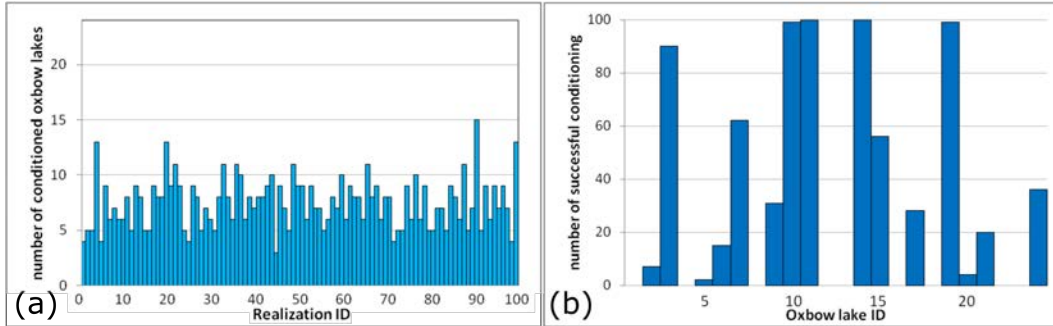 number of conditioned oxbow lakes
20
15
10
5
0
0 10 20 30 40 50 60 70 80 90 100
Realization ID
(a)
number of successful conditioning
100
80
60
40
20
0
5 10 15 20
Oxbow lake ID
(b)